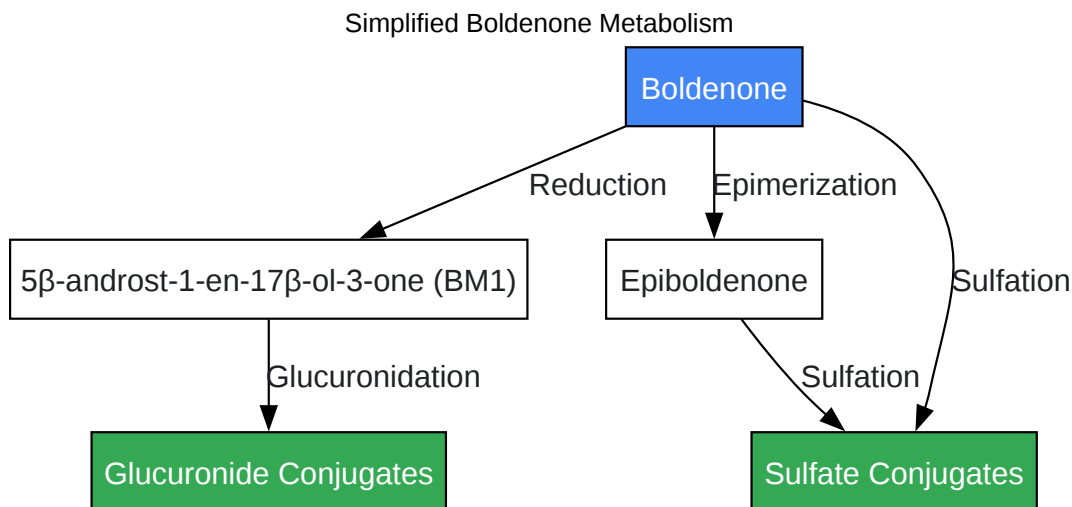 Simplified Boldenone Metabolism
Boldenone
Reduction
Epimerization
5β-androst-1-en-17β-ol-3-one (BM1)
Epiboldenone
Sulfation
Glucuronidation
Sulfation
Glucuronide Conjugates
Sulfate Conjugates